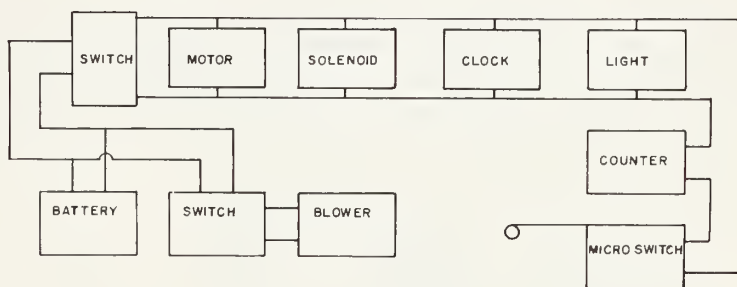 SWITCH
MOTOR
SOLENOID
CLOCK
LIGHT
COUNTER
BATTERY
SWITCH
BLOWER
MICRO SWITCH